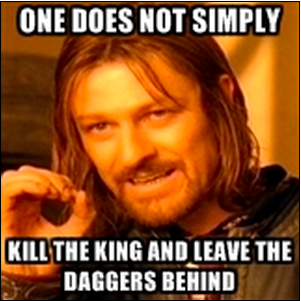 ONE DOES NOT SIMPLY
KILL THE KING AND LEAVE THE
DAGGERS BEHIND